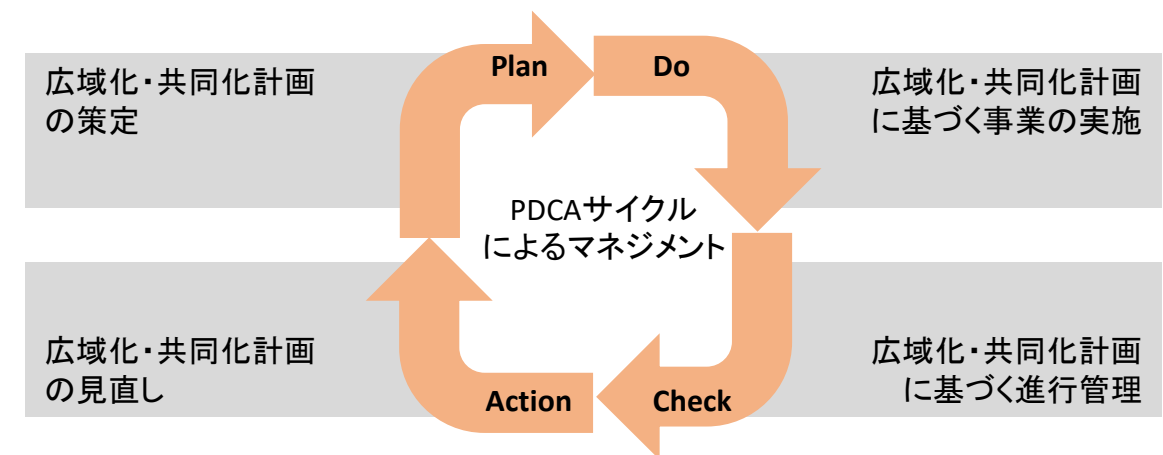 Plan
Do
広域化・共同化計画
の策定
広域化・共同化計画
に基づく事業の実施
PDCAサイクル
によるマネジメント
広域化・共同化計画
の見直し
広域化・共同化計画
に基づく進行管理
Action
Check